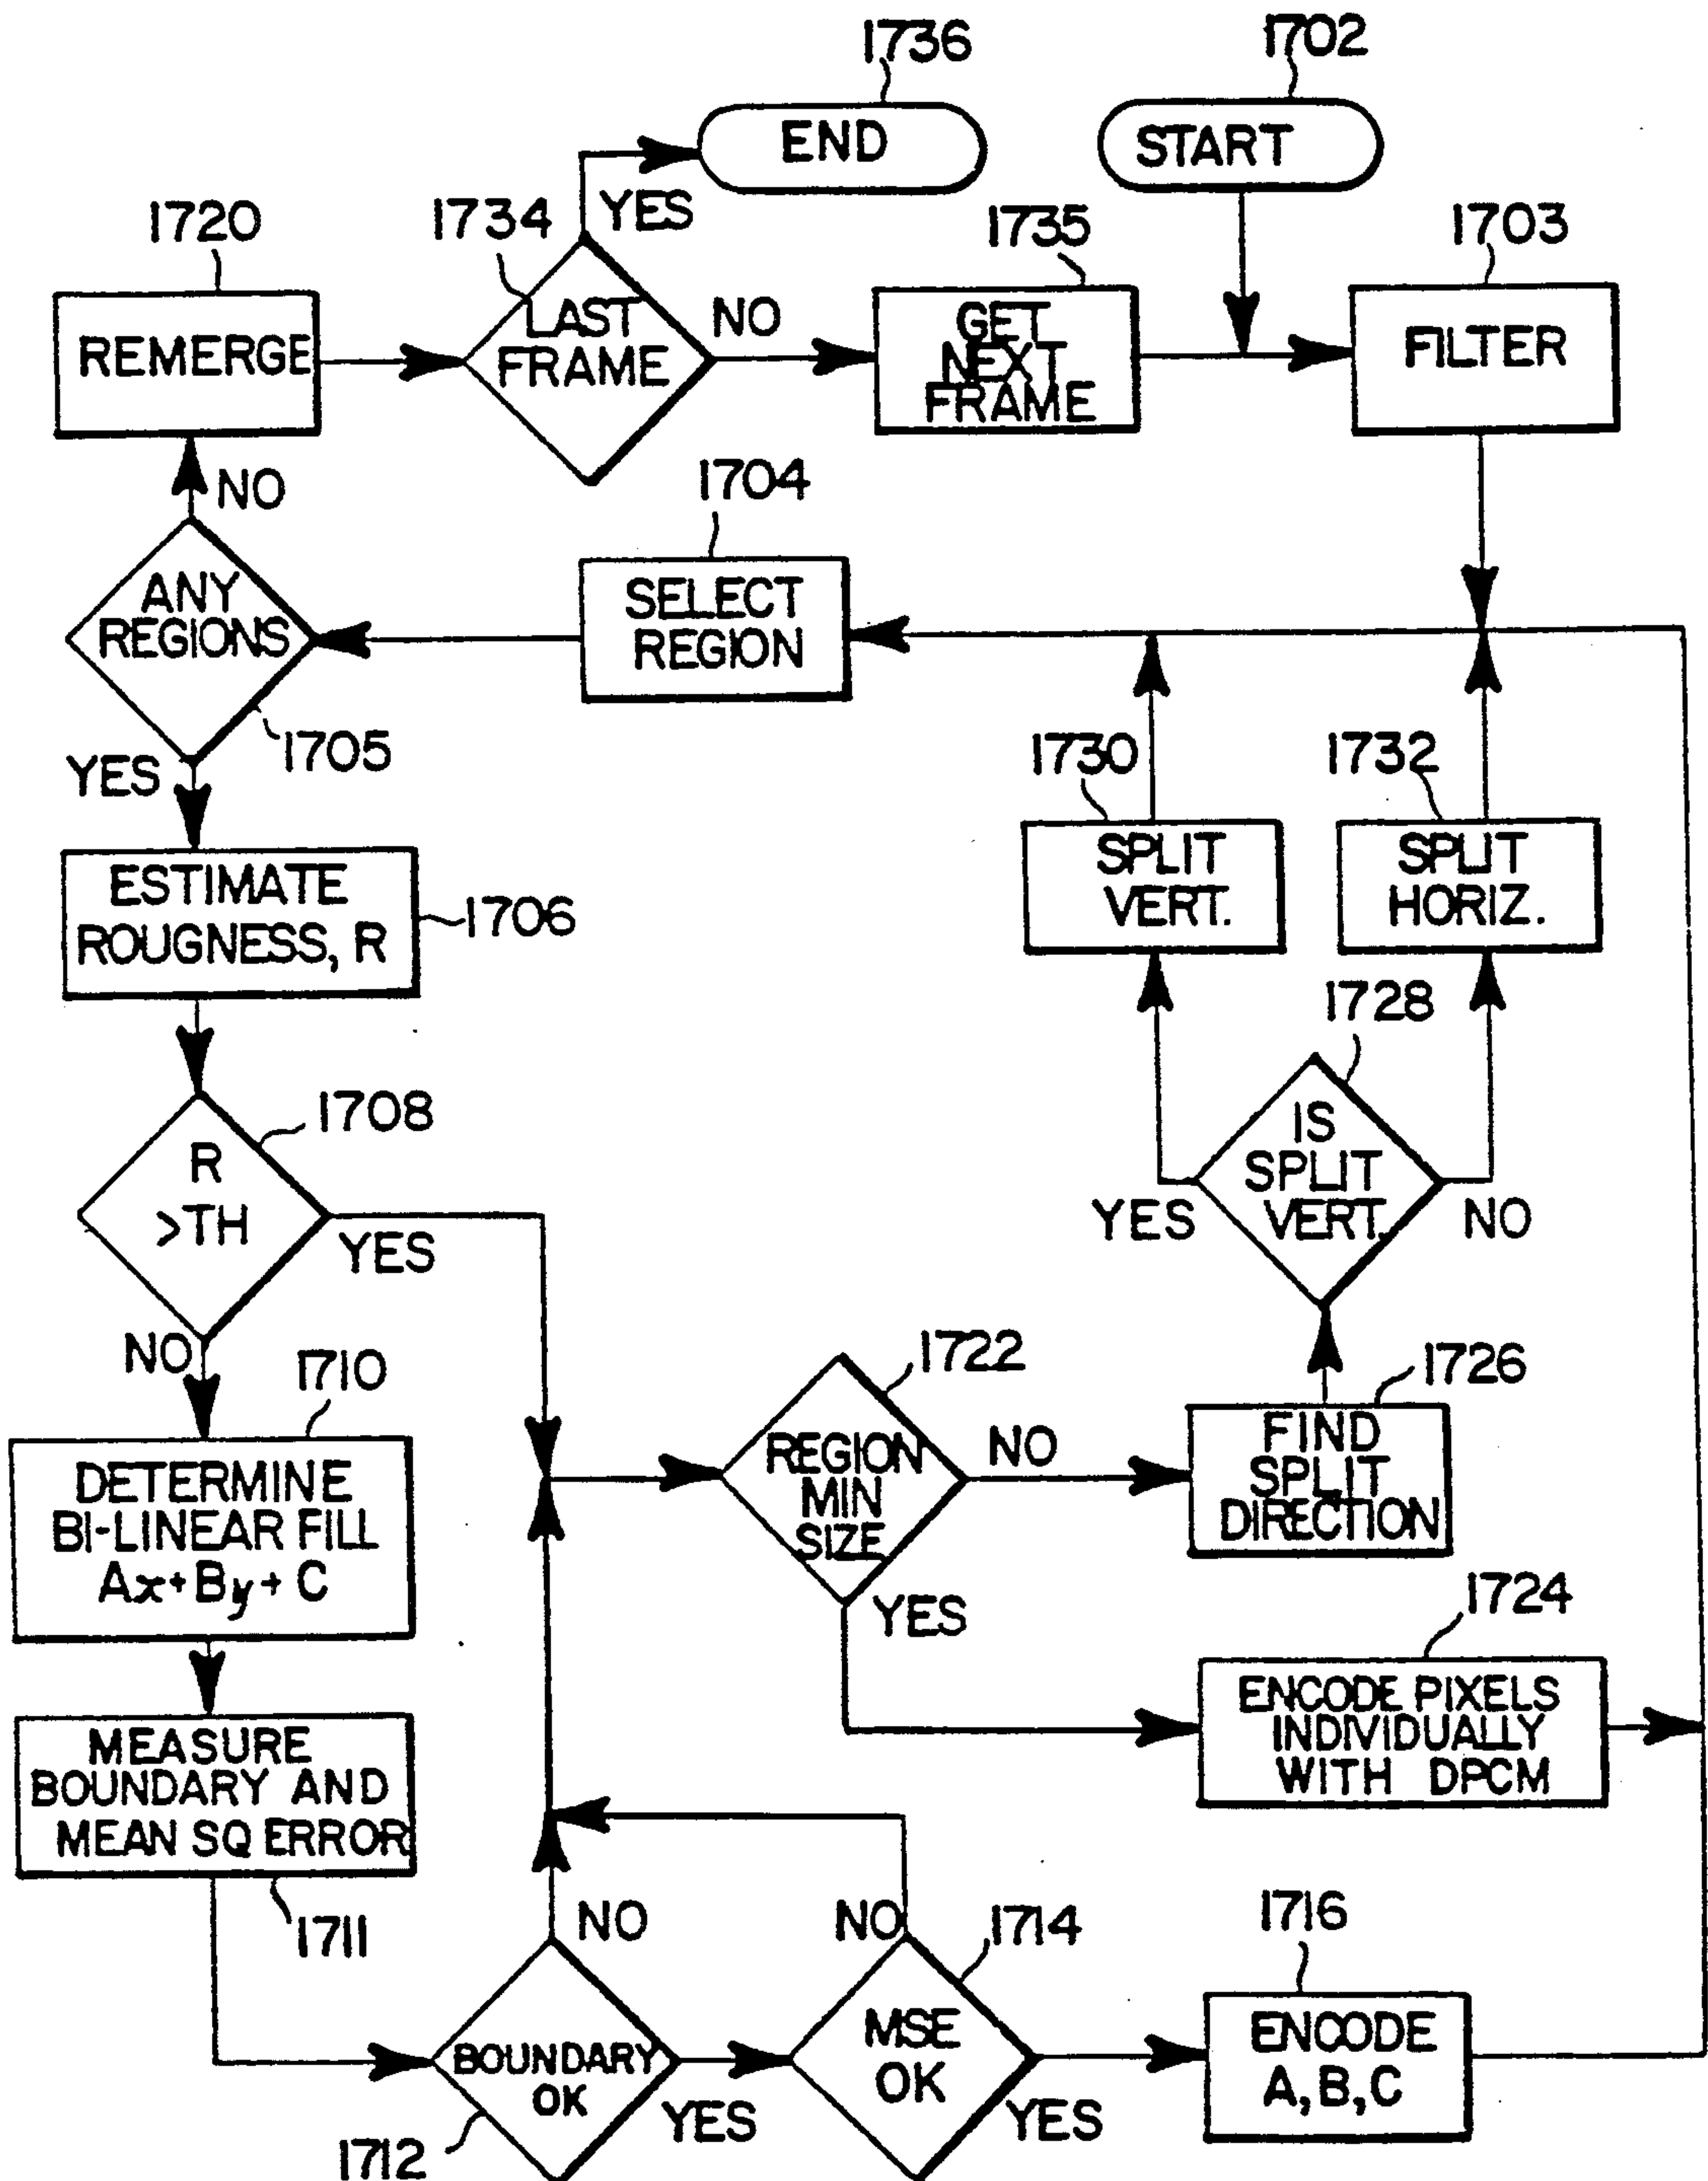 1736
1702
END
START
YES
1720
1734
1735
1703
REMERGE
LAST
FRAME
NO
GET
NEXT
FRAME
FILTER
NO
1704
ANY
REGIONS
SELECT
REGION
1705
YES
1730
1732
ESTIMATE
ROUGNESS, R
1706
SPLIT
VERT.
SPLIT
HORIZ.
1728
1708
R
>TH
YES
IS
SPLIT
VERT.
YES
NO
NO
1710
1722
1726
DETERMINE
BI-LINEAR FILL
Ax+By+C
REGION
MIN
SIZE
NO
FIND
SPLIT
DIRECTION
YES
1724
MEASURE
BOUNDARY AND
MEAN SQ ERROR
ENCODE PIXELS
INDIVIDUALLY
WITH DPCM
1711
NO
NO
1714
1716
BOUNDARY
OK
YES
MSE
OK
YES
ENCODE
A, B, C
1712